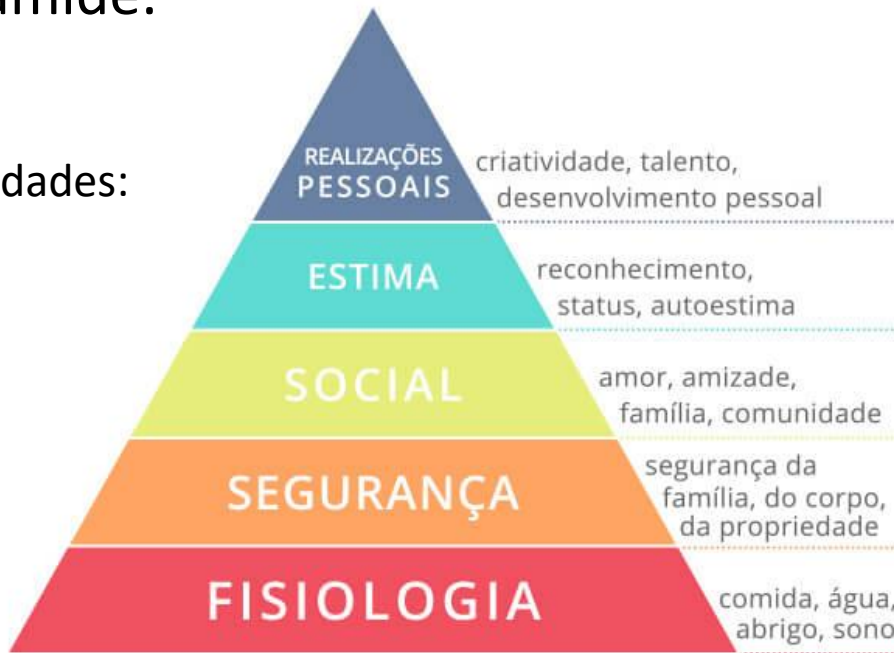 dades:
REALIZAÇÕES
PESSOAIS
criatividade, talento,
desenvolvimento pessoal
ESTIMA
reconhecimento,
status, autoestima
SOCIAL
amor, amizade,
família, comunidade
SEGURANÇA
segurança da
família, do corpo,
da propriedade
FISIOLOGIA
comida, água,
abrigo, sono